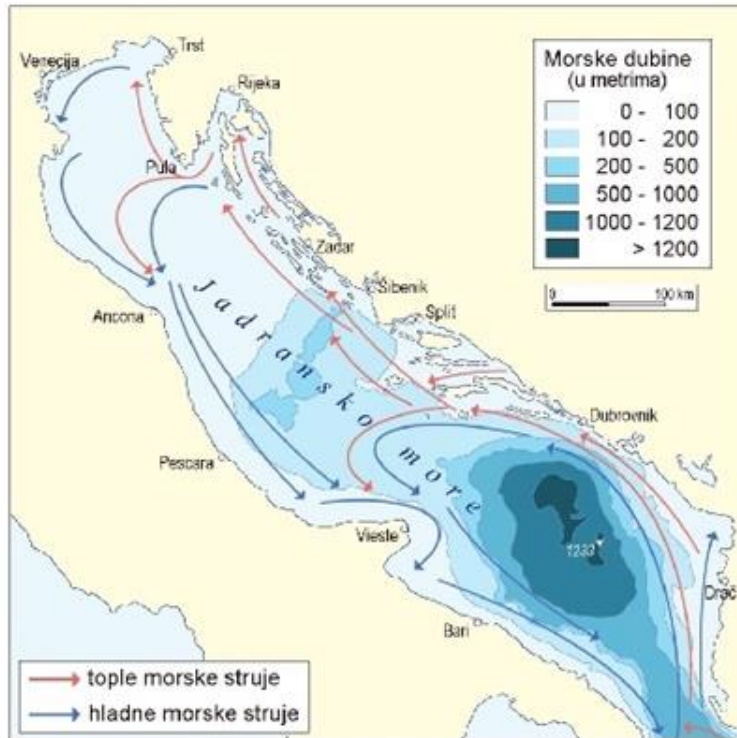 Trst
Venecija
Rijeka
Pula
Zadar
Šibenik
Split
Ancona
Jadransko more
Dubrovnik
Pescara
Vieste
1233
Drač
Bari
Morske dubine
(u metrima)
0 - 100
100 - 200
200 - 500
500 - 1000
1000 - 1200
> 1200
0 100 km
tople morske struje
hladne morske struje